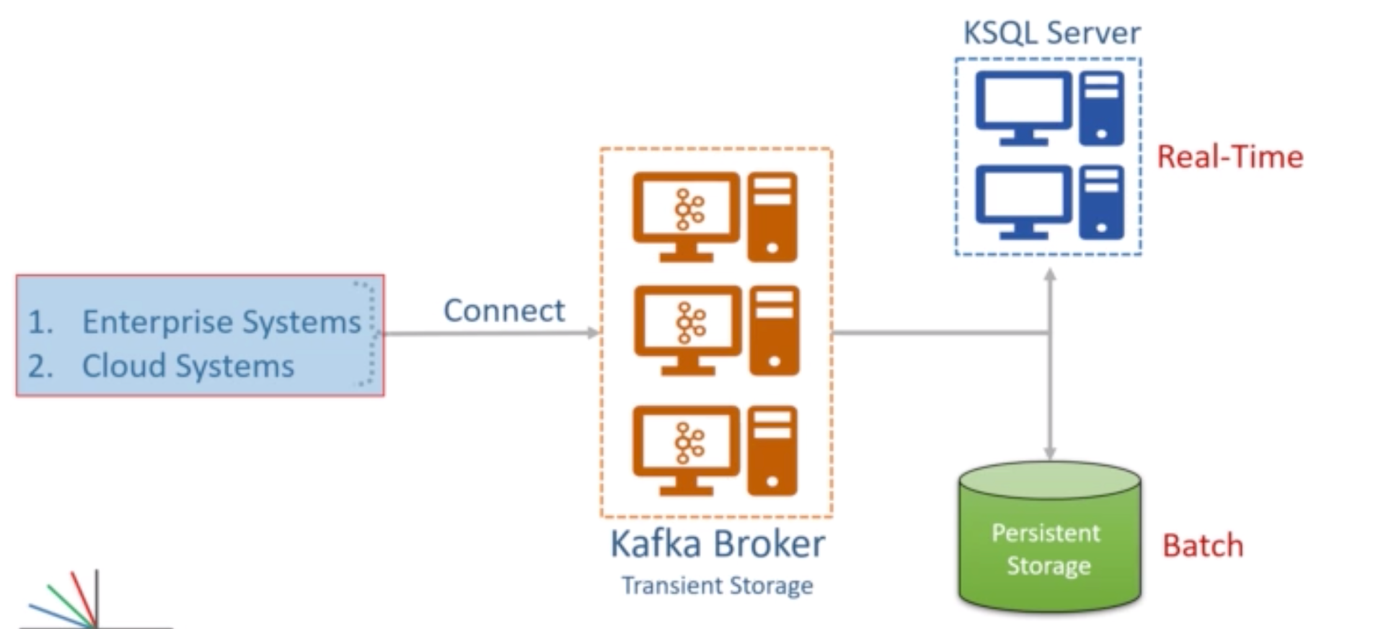 KSQL Server
Real-Time
Connect
1. Enterprise Systems
2. Cloud Systems
Kafka Broker
Transient Storage
Persistent
Storage
Batch